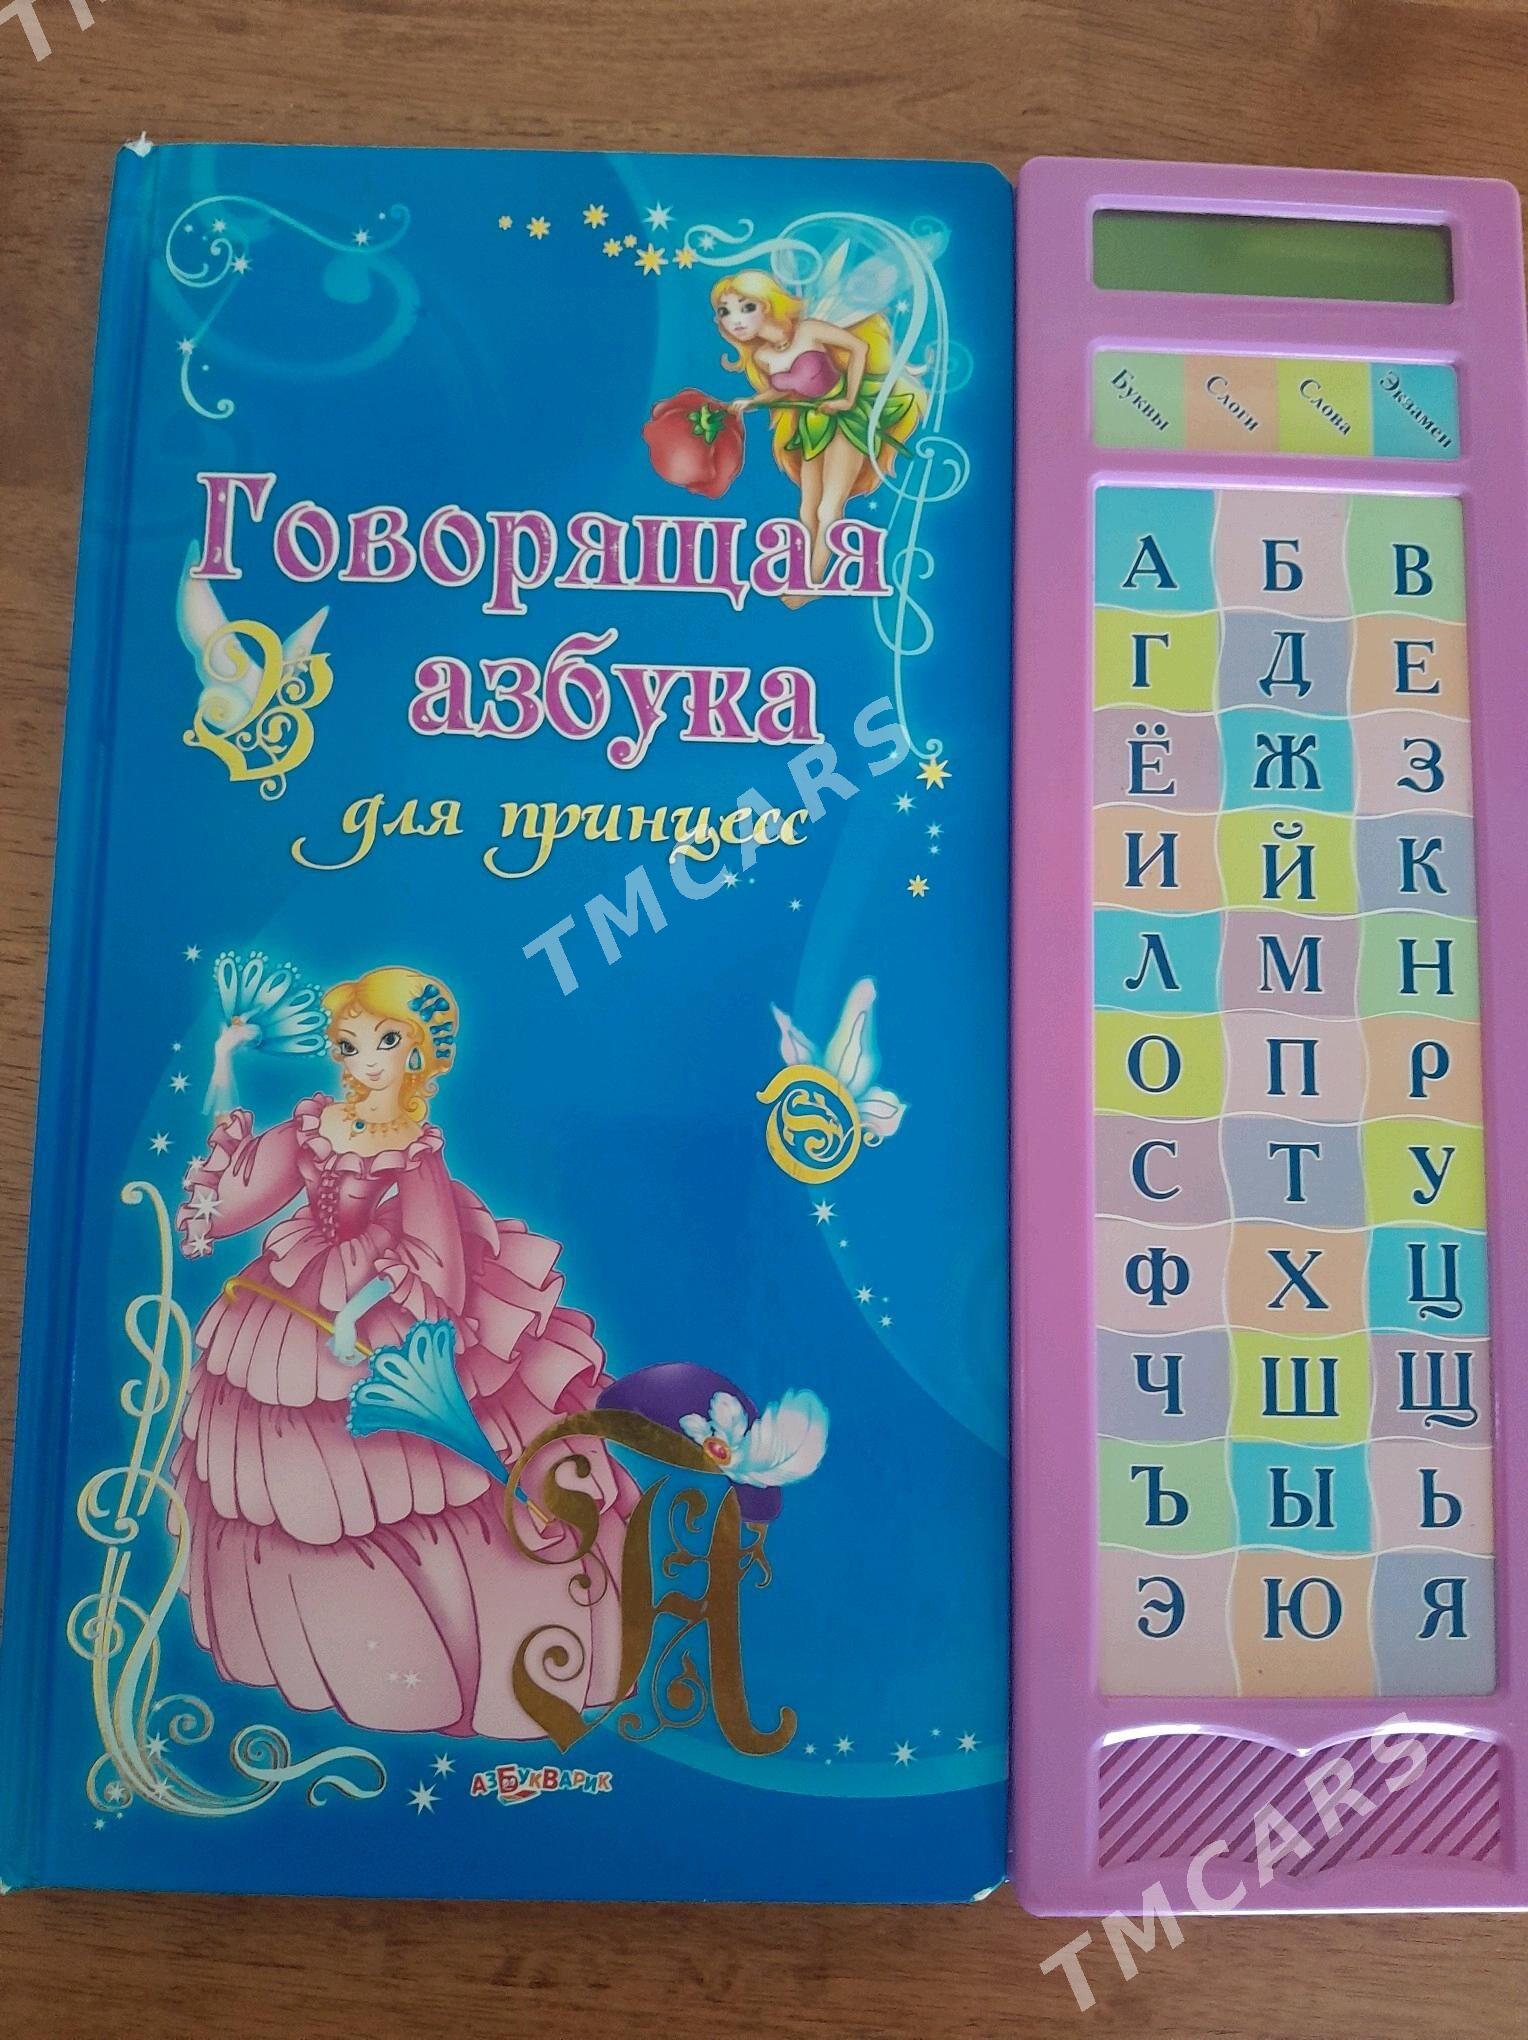 Говорящая
азбука
для принцесс
АЗБУКВАРИК
Буквы Слоги Слова Экзамен
А Б В
Г Д Е
Ё Ж З
И Й К
Л М Н
О П Р
С Т У
Ф Х Ц
Ч Ш Щ
Ъ Ы Ь
Э Ю Я
TMCARS
TMCARS